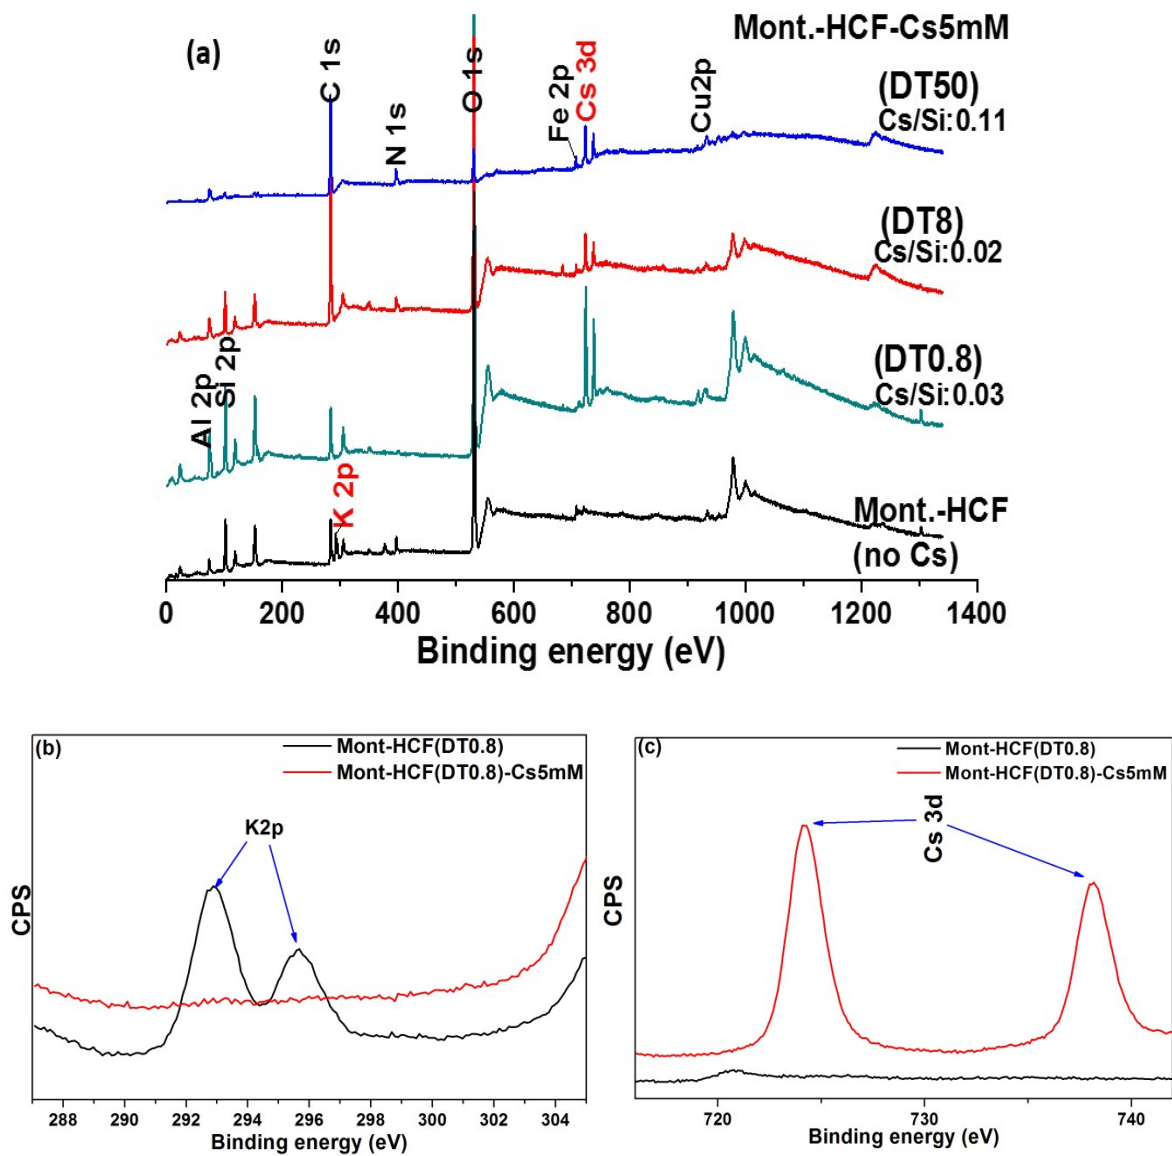 (a)
Mont.-HCF-Cs5mM
C 1s
N 1s
O 1s
Fe 2p
Cs 3d
Cu2p
(DT50)
Cs/Si:0.11
(DT8)
Cs/Si:0.02
Al 2p
Si 2p
(DT0.8)
Cs/Si:0.03
K 2p
Mont.-HCF
(no Cs)
0 200 400 600 800 1000 1200 1400
Binding energy (eV)
(b)
Mont-HCF(DT0.8)
Mont-HCF(DT0.8)-Cs5mM
K2p
CPS
288 290 292 294 296 298 300 302 304
Binding energy (eV)
(c)
Mont-HCF(DT0.8)
Mont-HCF(DT0.8)-Cs5mM
Cs 3d
CPS
720 730 740
Binding energy (eV)